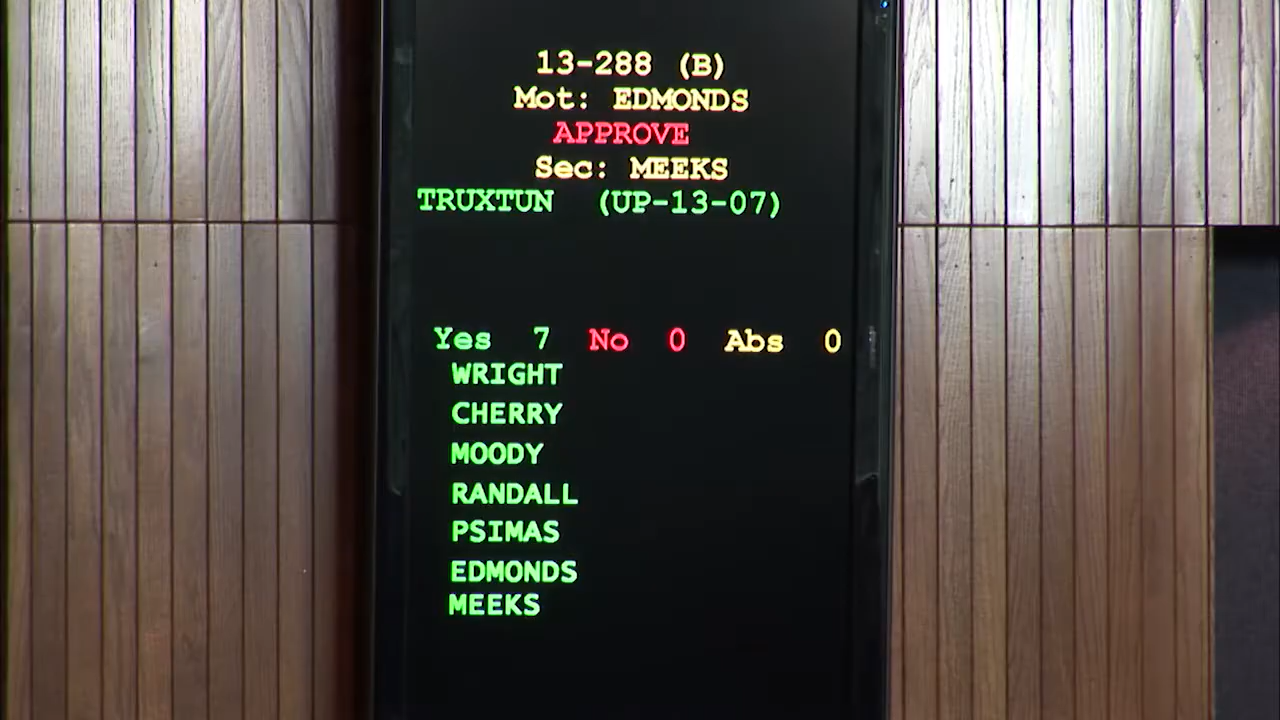 13-288 (B)
Mot: EDMONDS
APPROVE
Sec: MEEKS
TRUXTUN (UP-13-07)
Yes 7 No 0 Abs 0
WRIGHT
CHERRY
MOODY
RANDALL
PSIMAS
EDMONDS
MEEKS